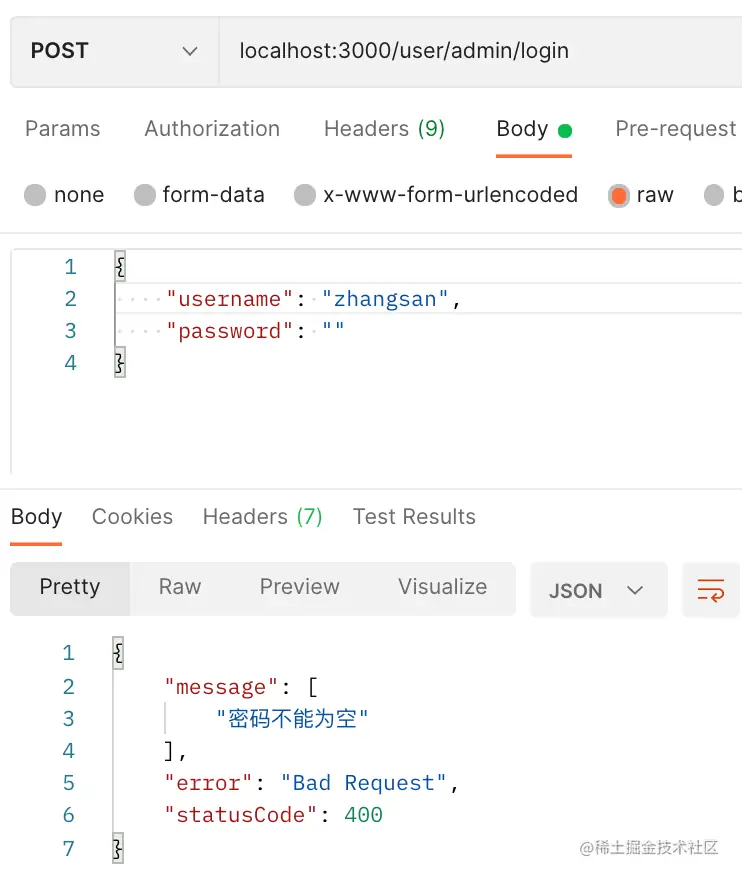 POST localhost:3000/user/admin/login
Params Authorization Headers (9) Body Pre-request
none form-data x-www-form-urlencoded raw b
1 {
2 "username": "zhangsan",
3 "password": ""
4 }
Body Cookies Headers (7) Test Results
Pretty Raw Preview Visualize JSON
1 {
2 "message": [
3 "密码不能为空"
4 ],
5 "error": "Bad Request",
6 "statusCode": 400
7 }
@稀土掘金技术社区